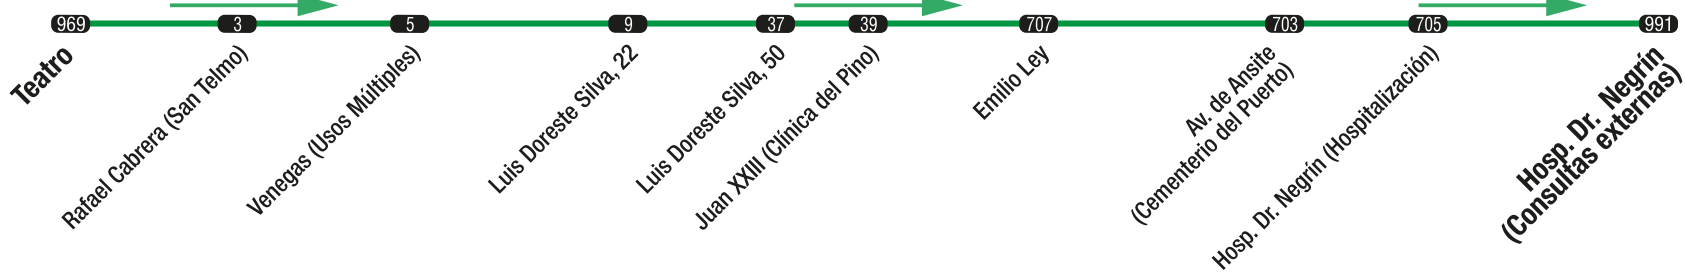 969 3 5 9 37 39 707 703 705 991
Teatro
Rafael Cabrera (San Telmo)
Venegas (Usos Múltiples)
Luis Doreste Silva, 22
Luis Doreste Silva, 50
Juan XXIII (Clínica del Pino)
Emilio Ley
Av. de Ansite
(Cementerio del Puerto)
Hosp. Dr. Negrín (Hospitalización)
Hosp. Dr. Negrín
(Consultas externas)